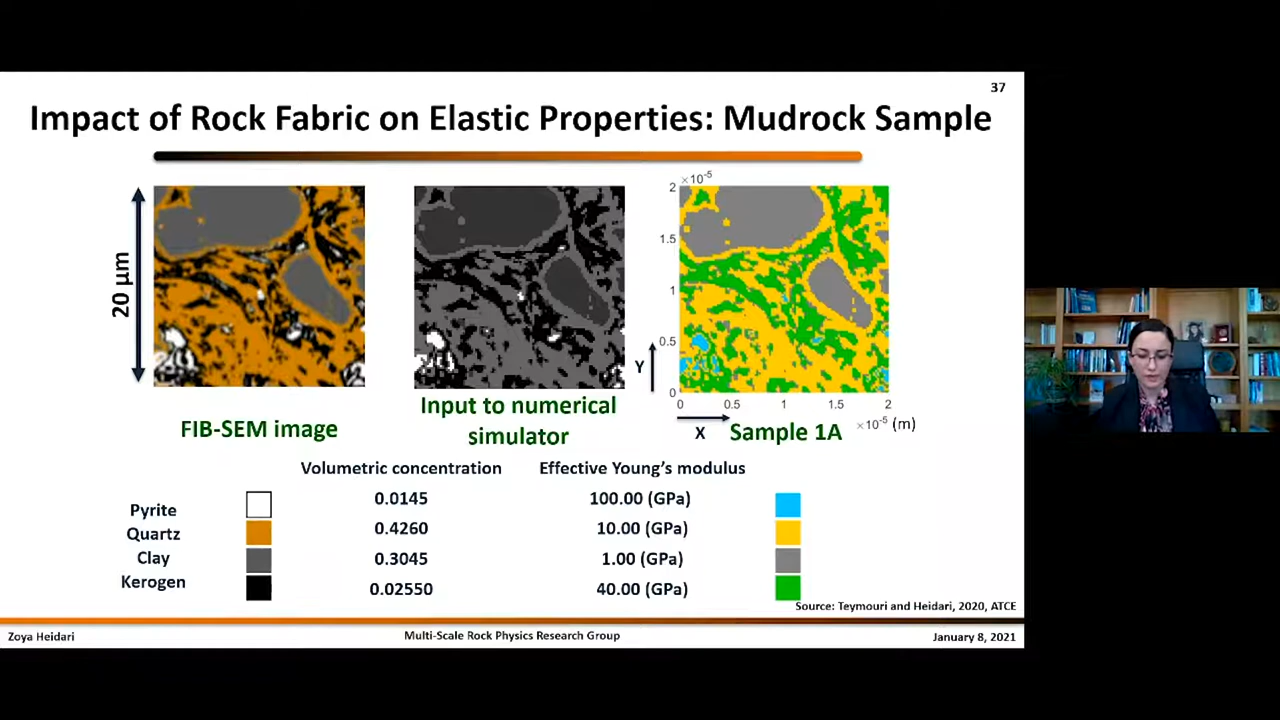 37
Impact of Rock Fabric on Elastic Properties: Mudrock Sample
20 µm
FIB-SEM image
Input to numerical
simulator
2 ×10-5
1.5
1
0.5
0
Y
0 0.5 1 1.5 2
X
×10-5 (m)
Sample 1A
Volumetric concentration Effective Young's modulus
Pyrite 0.0145 100.00 (GPa)
Quartz 0.4260 10.00 (GPa)
Clay 0.3045 1.00 (GPa)
Kerogen 0.02550 40.00 (GPa)
Source: Teymouri and Heidari, 2020, ATCE
Zoya Heidari Multi-Scale Rock Physics Research Group January 8, 2021